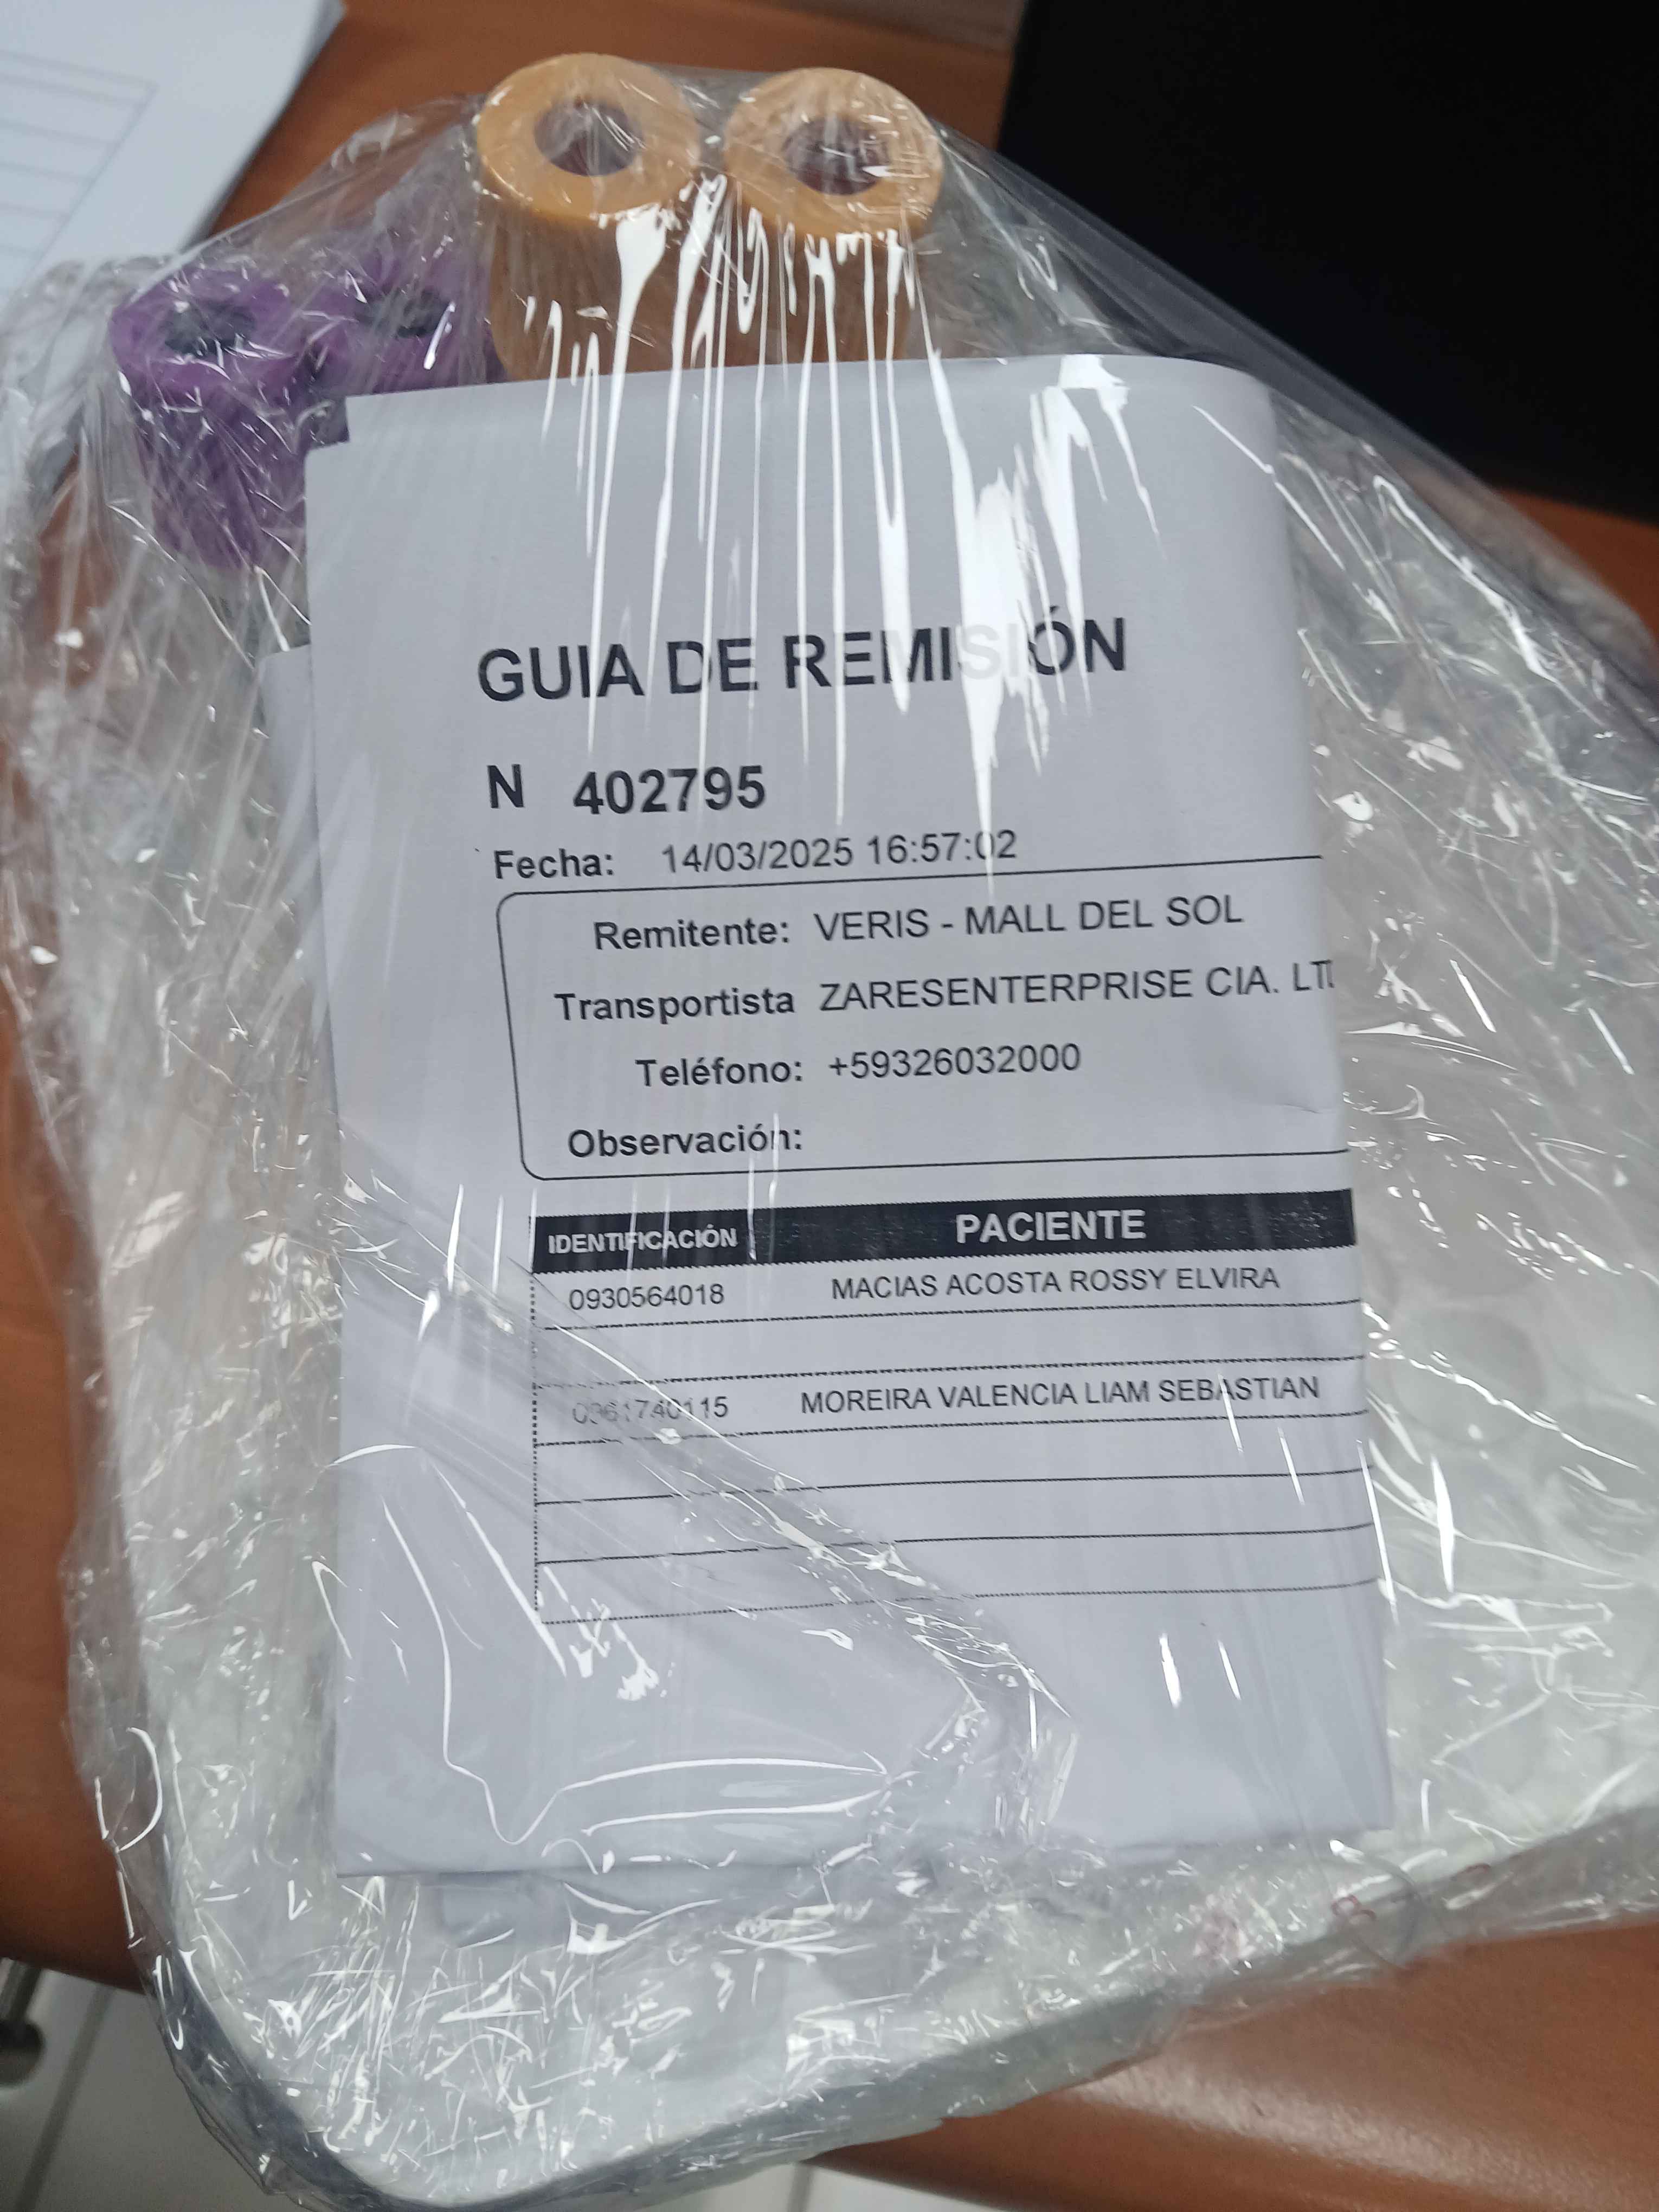 GUIA DE REMISIÓN
N 402795
Fecha: 14/03/2025 16:57:02
Remitente: VERIS - MALL DEL SOL
Transportista ZARESENTERPRISE CIA. LT
Teléfono: +59326032000
Observación:
IDENTIFICACIÓN PACIENTE
0930564018 MACIAS ACOSTA ROSSY ELVIRA
MOREIRA VALENCIA LIAM SEBASTIAN